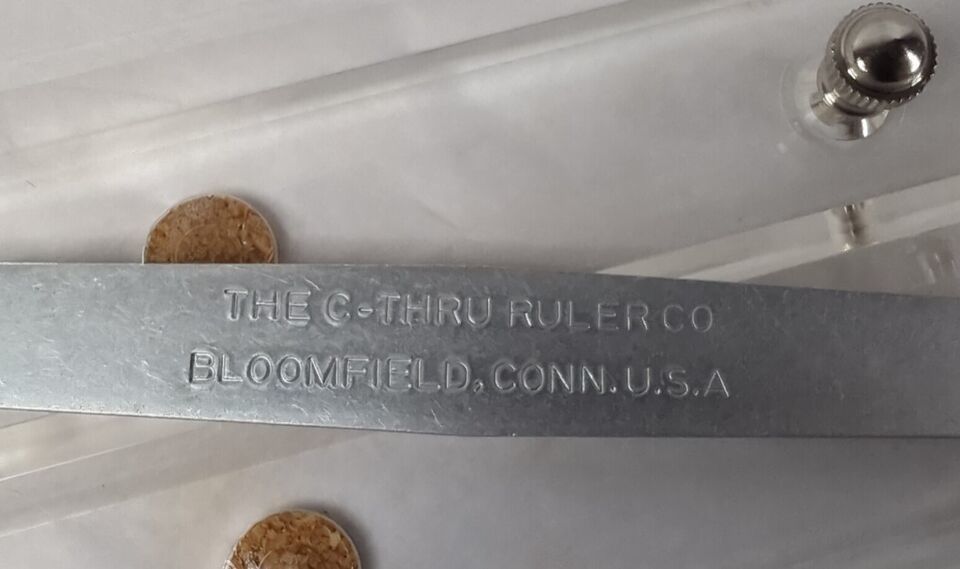 THE C-THRU RULER CO
BLOOMFIELD, CONN. U.S.A